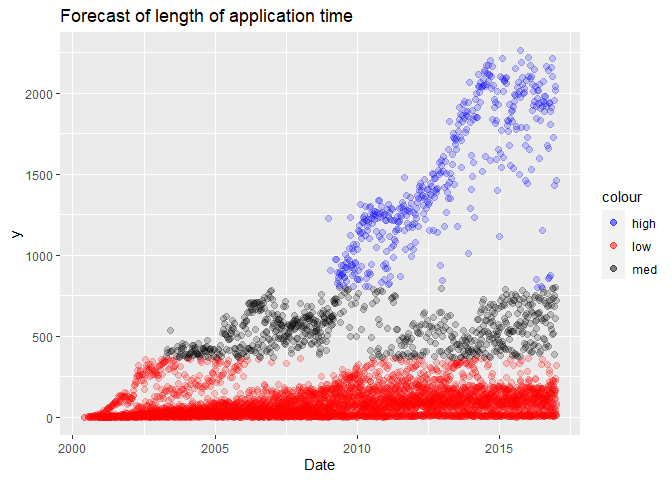 Forecast of length of application time
y
2000
1500
1000
500
0
2000
2005
2010
2015
Date
colour
high
low
med